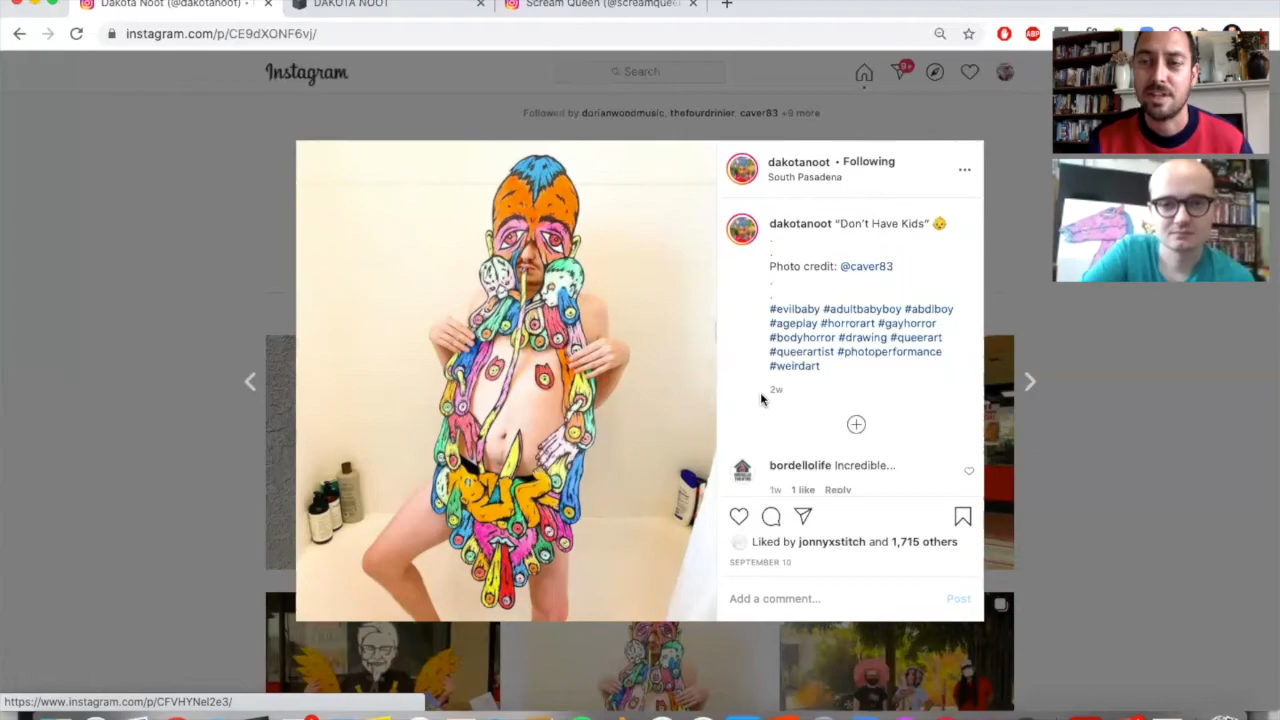 Dakota Noot (@dakotanoot) •
DAKOTA NOOT
Scream Queen (@screamquee
instagram.com/p/CE9dXONF6vj/
ABP
Instagram
Search
9+
Followed by dorianwoodmusic, thefourdrinier, caver83 +9 more
dakotanoot • Following
South Pasadena
dakotanoot “Don't Have Kids” 👶
.
.
Photo credit: @caver83
.
.
#evilbaby #adultbabyboy #abdlboy
#ageplay #horrorart #gayhorror
#bodyhorror #drawing #queerart
#queerartist #photoperformance
#weirdart
2w
bordellolife Incredible...
1w 1 like Reply
Liked by jonnyxstitch and 1,715 others
SEPTEMBER 10
Add a comment... Post
https://www.instagram.com/p/CFVHYNel2e3/